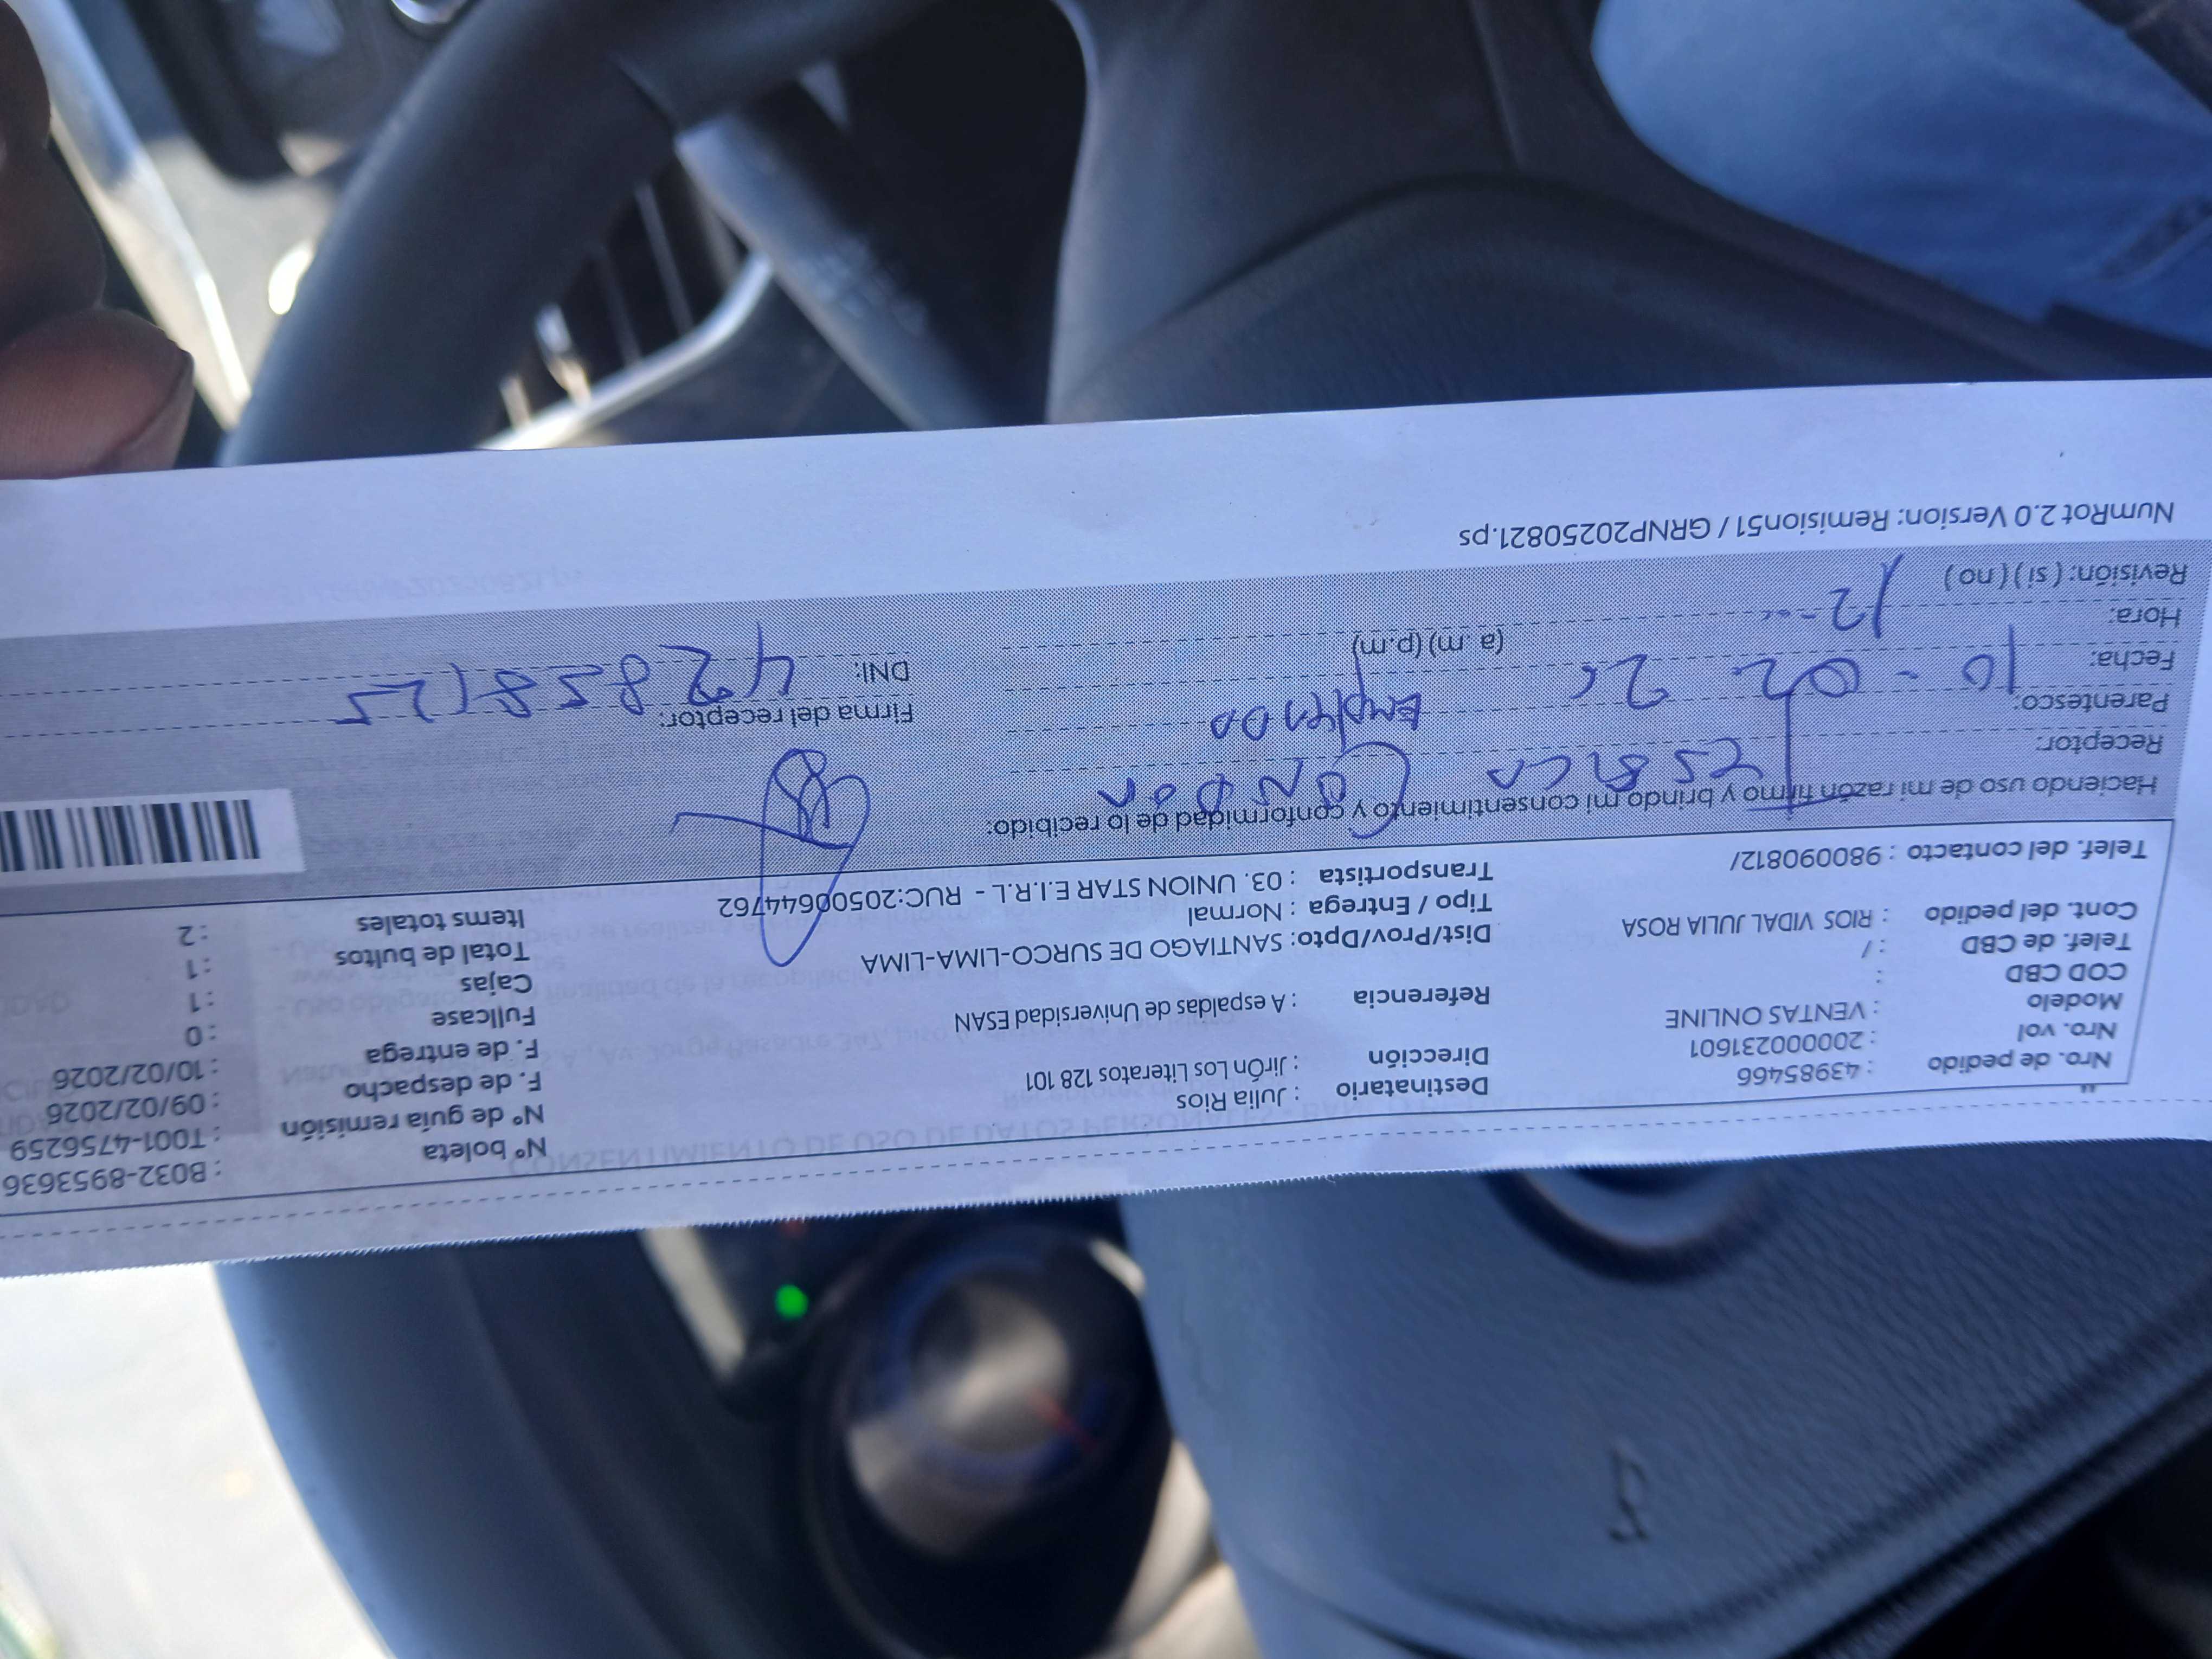 Nro. de pedido : 43985466
Nro. vol : 2000023​1601
Modelo : VENTAS ONLINE
COD CBD :
Telef. de CBD : /
Cont. del pedido : RIOS VIDAL JULIA ROSA
Telef. del contacto : 980090812/
Destinatario : Julia Rios
Dirección : JirÓn Los Literatos 128 101
Referencia : A espaldas de Universidad ESAN
Dist/Prov/Dpto: SANTIAGO DE SURCO-LIMA-LIMA
Tipo / Entrega : Normal
Transportista : 03. UNION STAR E.I.R.L - RUC:20500644762
N° boleta : B032-8953636
N° de guía remisión : T001-4756259
F. de despacho : 09/02/2026
F. de entrega : 10/02/2026
Fullcase : 0
Cajas : 1
Total de bultos : 1
Items totales : 2
Haciendo uso de mi razón firmo y brindo mi consentimiento y conformidad de lo recibido:
Receptor: Condor
Parentesco: Empleada
Fecha: 10 - 02 26
Hora: 12 (a .m) (p.m)
Revisión: ( si ) ( no )
Firma del receptor:
DNI: 42858125
NumRot 2.0 Version: Remision51 / GRNP20250821.ps